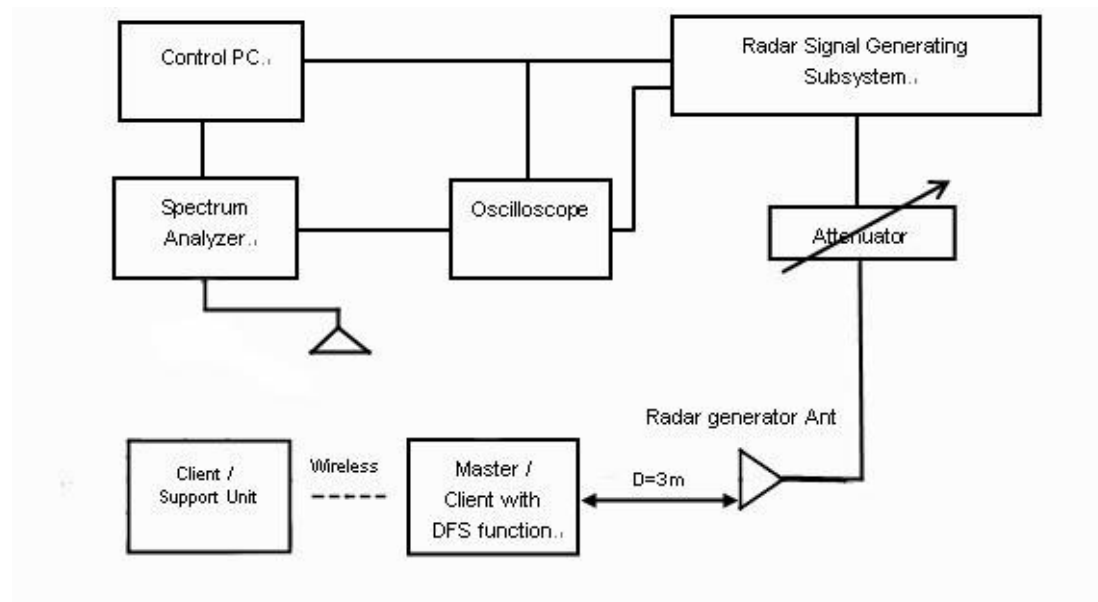 Control PC
Radar Signal Generating
Subsystem
Spectrum
Analyzer
Oscilloscope
Attenuator
Radar generator Ant
Client /
Support Unit
Wireless
Master /
Client with
DFS function
D=3m